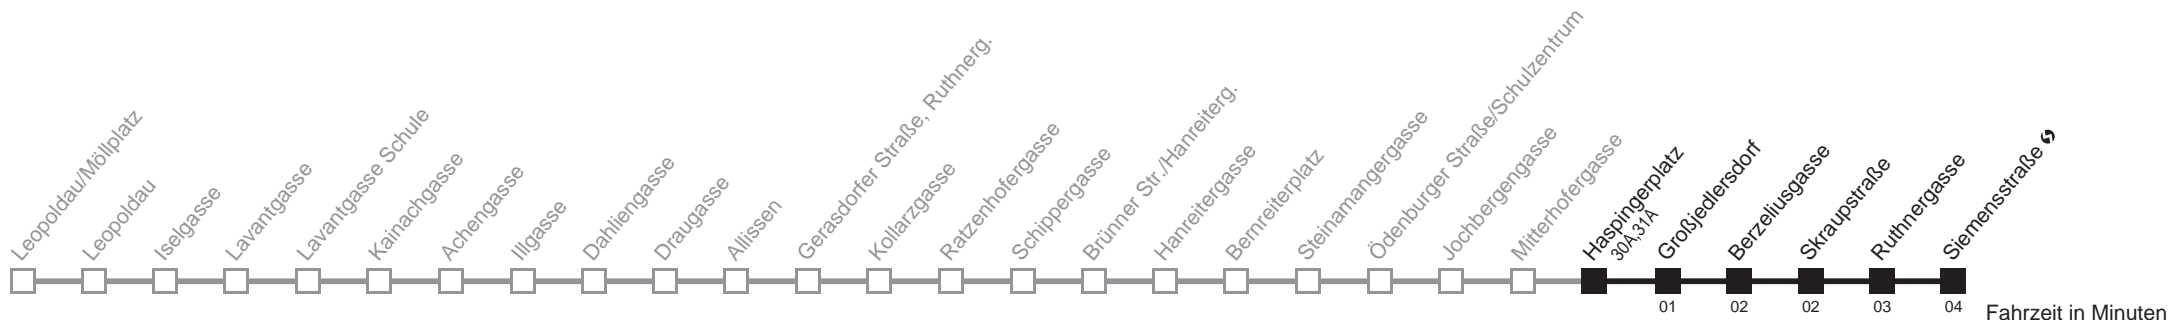 Leopoldau/Möllplatz
Leopoldau
Iselgasse
Lavantgasse
Lavantgasse Schule
Kainachgasse
Achengasse
Illgasse
Dahliengasse
Draugasse
Allissen
Gerasdorfer Straße, Ruthnerg.
Kollarzgasse
Ratzenhofergasse
Schippergasse
Brünner Str./Hanreiterg.
Hanreitergasse
Bernreiterplatz
Steinamangergasse
Ödenburger Straße/Schulzentrum
Jochbergengasse
Mitterhofergasse
Haspingerplatz
30A,31A
Großjedlersdorf
Berzeliusgasse
Skraupstraße
Ruthnergasse
Siemensstraße
01 02 02 03 04
Fahrzeit in Minuten